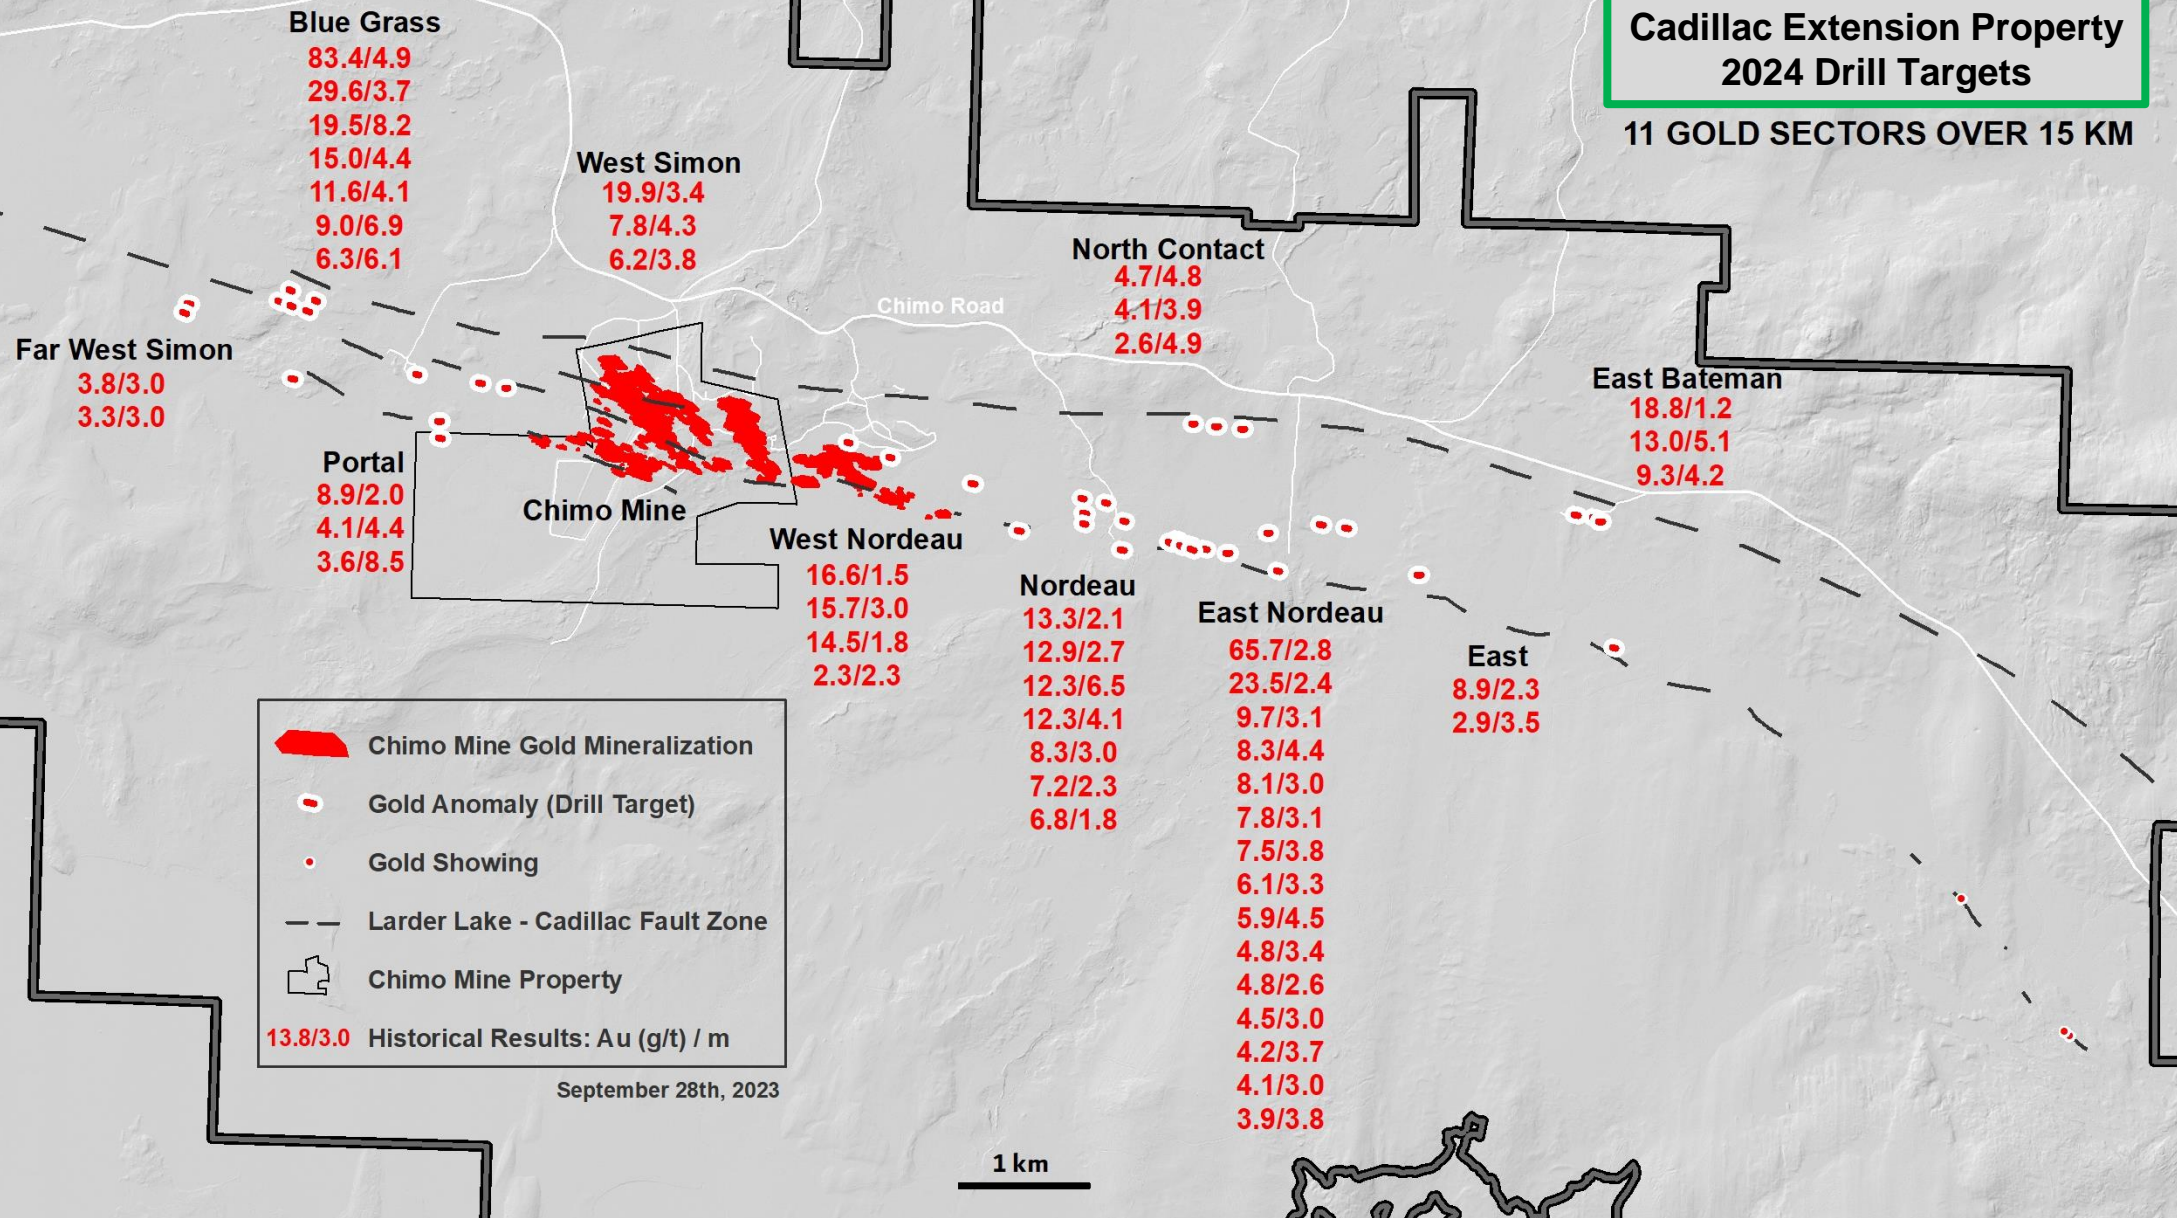 Cadillac Extension Property
2024 Drill Targets
11 GOLD SECTORS OVER 15 KM
Blue Grass
83.4/4.9
29.6/3.7
19.5/8.2
15.0/4.4
11.6/4.1
9.0/6.9
6.3/6.1
West Simon
19.9/3.4
7.8/4.3
6.2/3.8
North Contact
4.7/4.8
4.1/3.9
2.6/4.9
Chimo Road
Far West Simon
3.8/3.0
3.3/3.0
East Bateman
18.8/1.2
13.0/5.1
9.3/4.2
Portal
8.9/2.0
4.1/4.4
3.6/8.5
Chimo Mine
West Nordeau
16.6/1.5
15.7/3.0
14.5/1.8
2.3/2.3
Nordeau
13.3/2.1
12.9/2.7
12.3/6.5
12.3/4.1
8.3/3.0
7.2/2.3
6.8/1.8
East Nordeau
65.7/2.8
23.5/2.4
9.7/3.1
8.3/4.4
8.1/3.0
7.8/3.1
7.5/3.8
6.1/3.3
5.9/4.5
4.8/3.4
4.8/2.6
4.5/3.0
4.2/3.7
4.1/3.0
3.9/3.8
East
8.9/2.3
2.9/3.5
Chimo Mine Gold Mineralization
Gold Anomaly (Drill Target)
Gold Showing
Larder Lake - Cadillac Fault Zone
Chimo Mine Property
13.8/3.0 Historical Results: Au (g/t) / m
September 28th, 2023
1 km